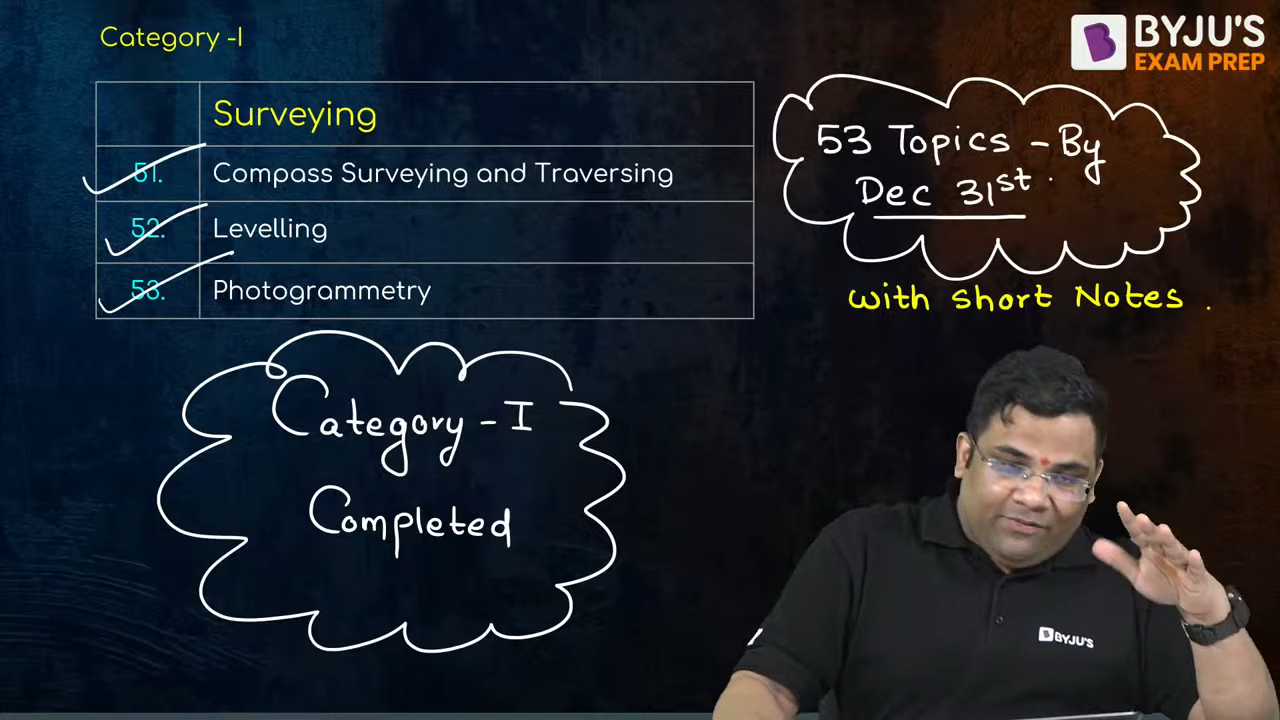 Category -I
BYJU'S
EXAM PREP
Surveying
51. Compass Surveying and Traversing
52. Levelling
53. Photogrammetry
53 Topics - By
Dec 31st.
with short Notes .
Category - I
Completed
BYJU'S